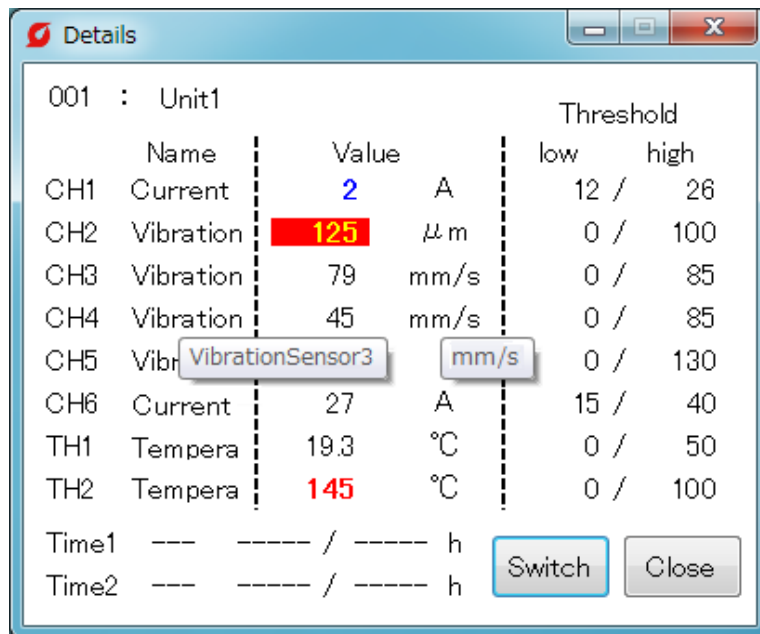 Details
001 : Unit1
Threshold
Name Value low high
CH1 Current 2 A 12 / 26
CH2 Vibration 125 μm 0 / 100
CH3 Vibration 79 mm/s 0 / 85
CH4 Vibration 45 mm/s 0 / 85
CH5 Vibr VibrationSensor3 mm/s 0 / 130
CH6 Current 27 A 15 / 40
TH1 Tempera 19.3 ℃ 0 / 50
TH2 Tempera 145 ℃ 0 / 100
Time1 --- ----- / ----- h
Time2 --- ----- / ----- h
Switch Close